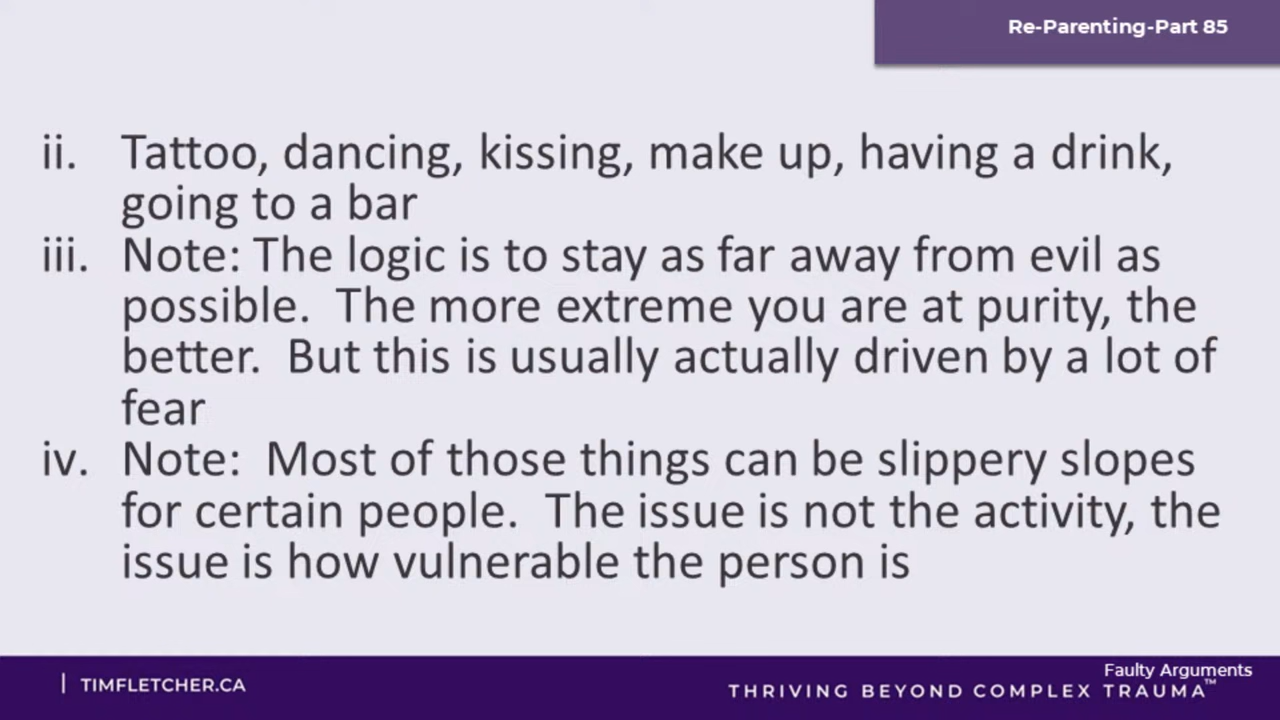 Re-Parenting-Part 85
ii. Tattoo, dancing, kissing, make up, having a drink,
going to a bar
iii. Note: The logic is to stay as far away from evil as
possible.  The more extreme you are at purity, the
better.  But this is usually actually driven by a lot of
fear
iv. Note:  Most of those things can be slippery slopes
for certain people.  The issue is not the activity, the
issue is how vulnerable the person is
| TIMFLETCHER.CA
Faulty Arguments
THRIVING BEYOND COMPLEX TRAUMA™